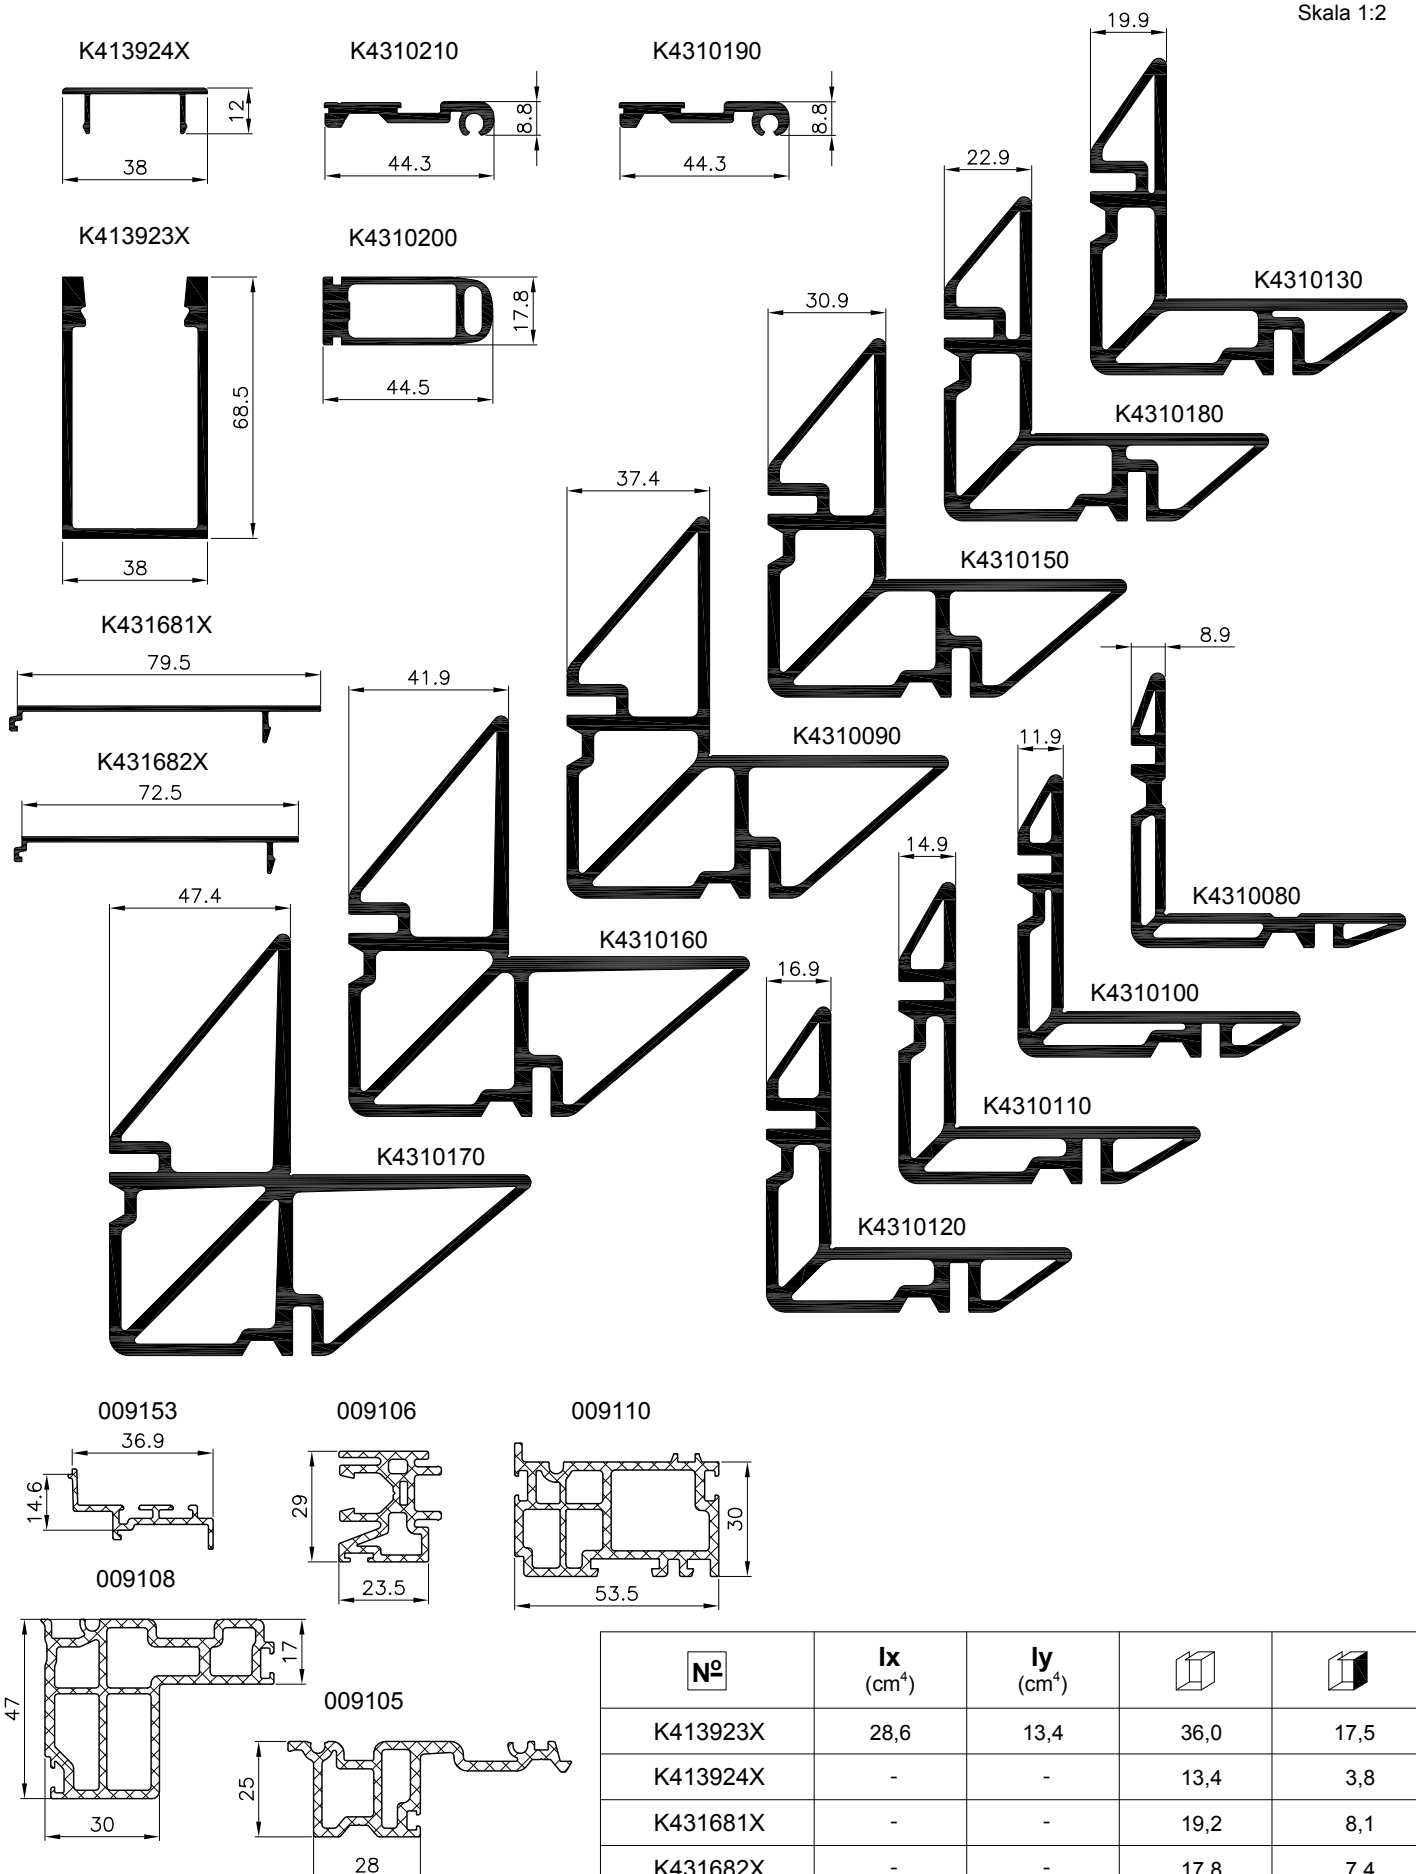 Skala 1:2
K413924X
12
38
K4310210
8.8
44.3
K4310190
8.8
44.3
19.9
K4310130
22.9
K4310180
K413923X
68.5
38
K4310200
17.8
44.5
30.9
K4310150
37.4
K4310090
K431681X
79.5
K431682X
72.5
41.9
K4310160
47.4
K4310170
8.9
K4310080
11.9
K4310100
14.9
K4310110
16.9
K4310120
009153
36.9
14.6
009106
29
23.5
009110
30
53.5
009108
47
17
30
009105
25
28
Nº Ix Iy
(cm⁴) (cm⁴)
K413923X 28,6 13,4 36,0 17,5
K413924X - - 13,4 3,8
K431681X - - 19,2 8,1
K431682X - - 17,8 7,4